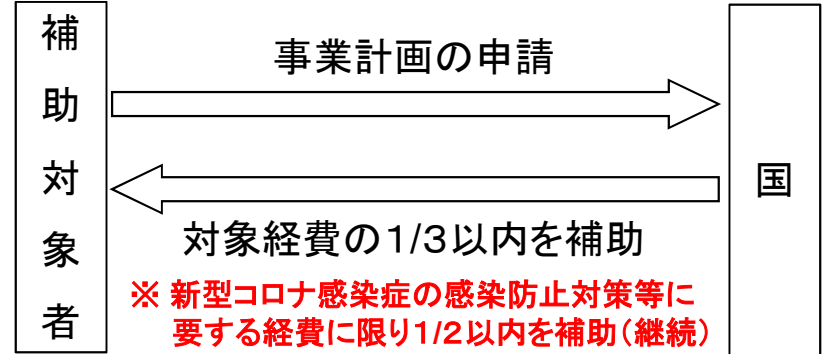 補助対象者
事業計画の申請
国
対象経費の1/3以内を補助
※ 新型コロナ感染症の感染防止対策等に
要する経費に限り1/2以内を補助(継続)